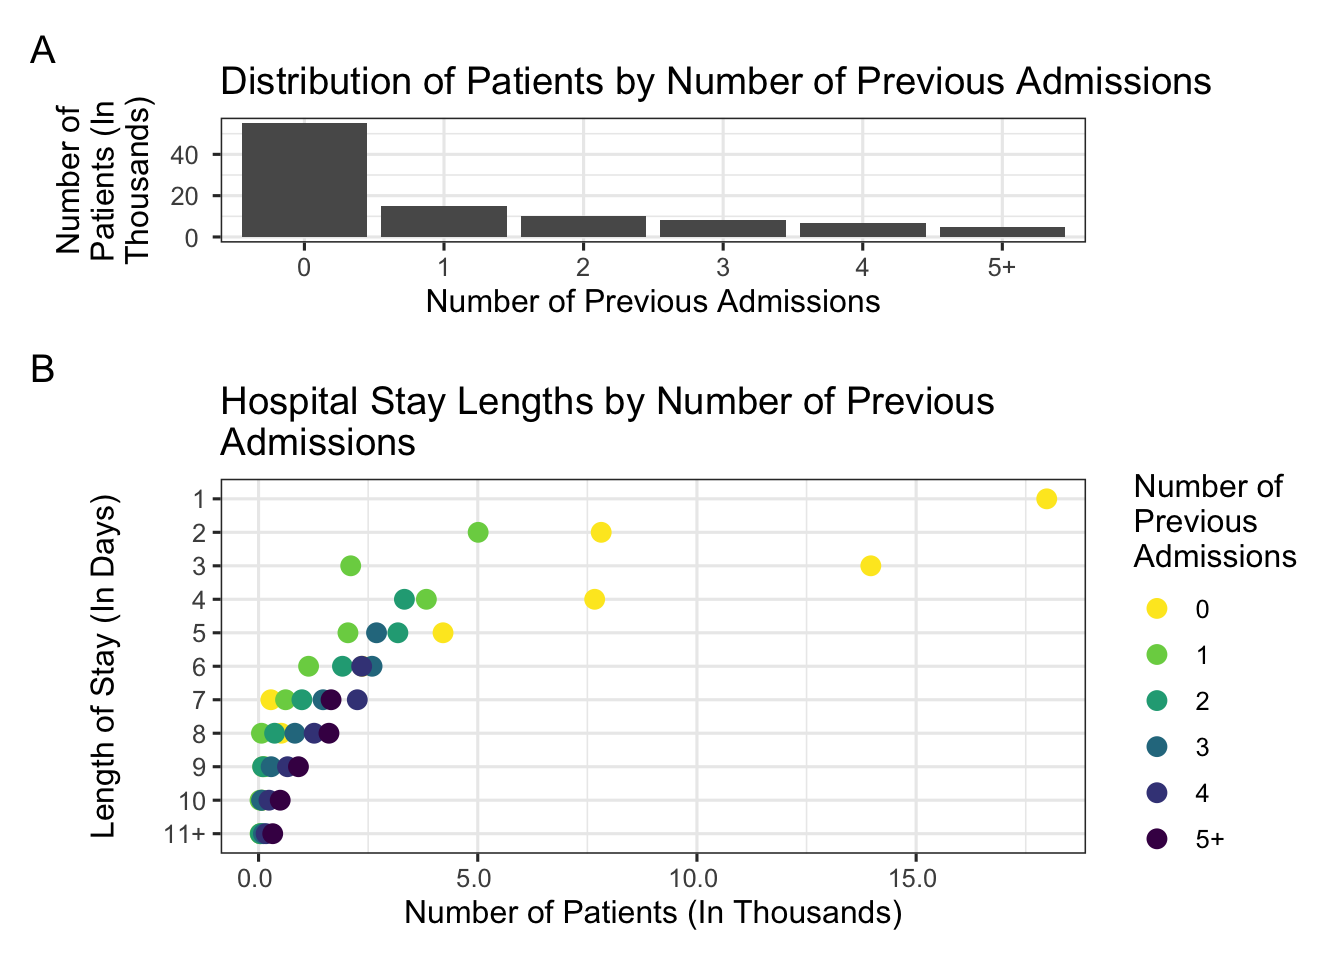 A
Distribution of Patients by Number of Previous Admissions
Number of
Patients (In
Thousands)
40
20
0
0 1 2 3 4 5+
Number of Previous Admissions
B
Hospital Stay Lengths by Number of Previous
Admissions
Length of Stay (In Days)
1
2
3
4
5
6
7
8
9
10
11+
0.0 5.0 10.0 15.0
Number of Patients (In Thousands)
Number of
Previous
Admissions
0
1
2
3
4
5+